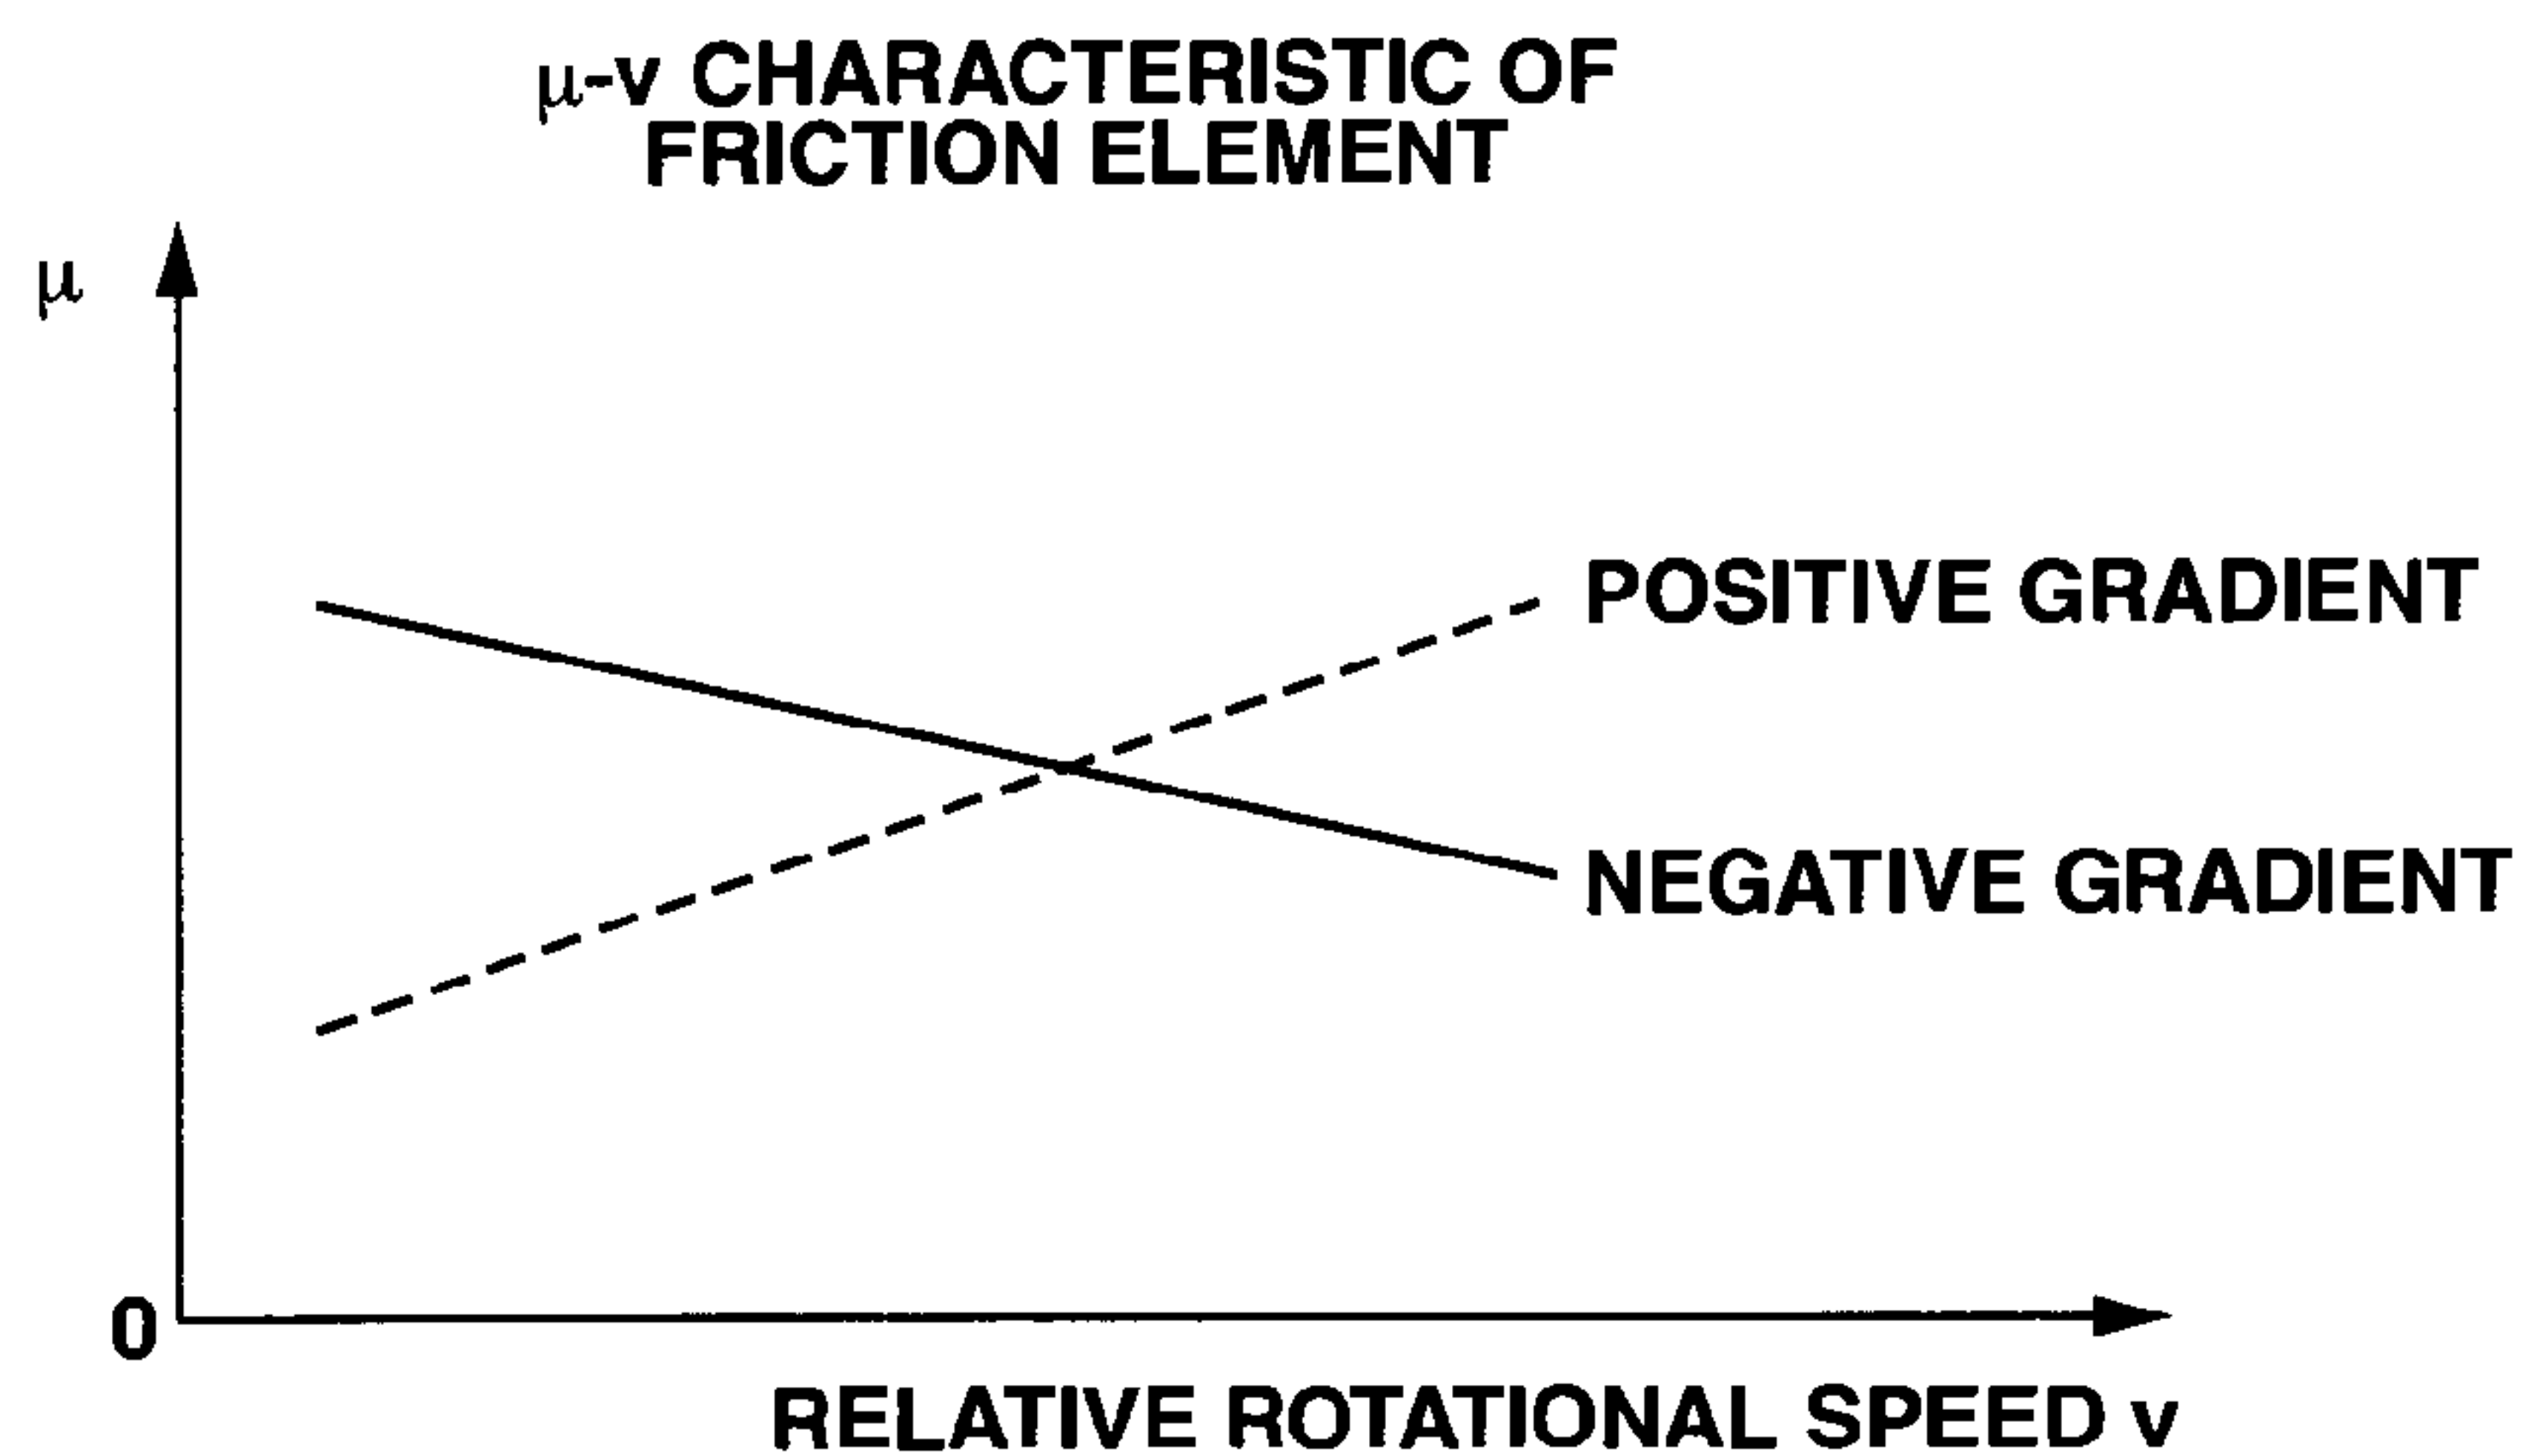 μ-v CHARACTERISTIC OF
FRICTION ELEMENT
μ
POSITIVE GRADIENT
NEGATIVE GRADIENT
0
RELATIVE ROTATIONAL SPEED v